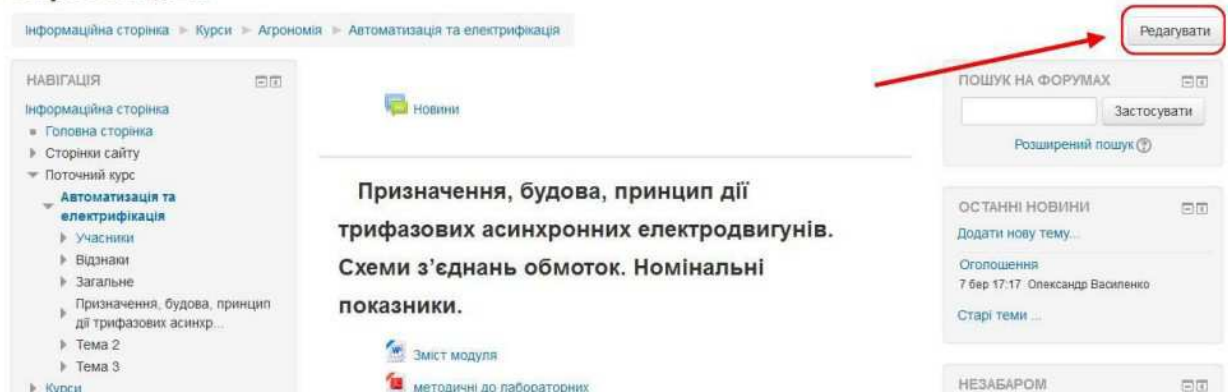 Інформаційна сторінка ► Курси ► Агрономія ► Автоматизація та електрифікація
Редагувати
НАВІГАЦІЯ
Інформаційна сторінка
Головна сторінка
Сторінки сайту
Поточний курс
Автоматизація та
електрифікація
Учасники
Відзнаки
Загальне
Призначення, будова, принцип
дії трифазових асинхр...
Тема 2
Тема 3
Курси
Новини
Призначення, будова, принцип дії
трифазових асинхронних електродвигунів.
Схеми з’єднань обмоток. Номінальні
показники.
Зміст модуля
методичні до лабораторних
ПОШУК НА ФОРУМАХ
Застосувати
Розширений пошук
ОСТАННІ НОВИНИ
Додати нову тему...
Оголошення
7 бер 17:17 Олександр Василенко
Старі теми ...
НЕЗАБАРОМ